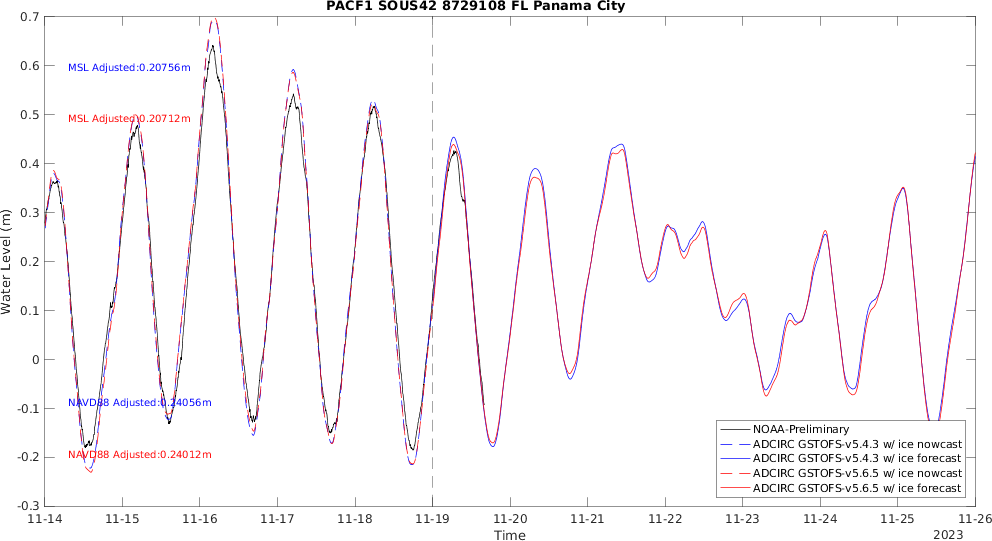 PACF1 SOUS42 8729108 FL Panama City
0.7
0.6
0.5
0.4
0.3
0.2
0.1
0
-0.1
-0.2
-0.3
Water Level (m)
MSL Adjusted:0.20756m
MSL Adjusted:0.20712m
NAVD88 Adjusted:0.24056m
NAVD88 Adjusted:0.24012m
NOAA-Preliminary
ADCIRC GSTOFS-v5.4.3 w/ ice nowcast
ADCIRC GSTOFS-v5.4.3 w/ ice forecast
ADCIRC GSTOFS-v5.6.5 w/ ice nowcast
ADCIRC GSTOFS-v5.6.5 w/ ice forecast
11-14 11-15 11-16 11-17 11-18 11-19 11-20 11-21 11-22 11-23 11-24 11-25 11-26
Time
2023